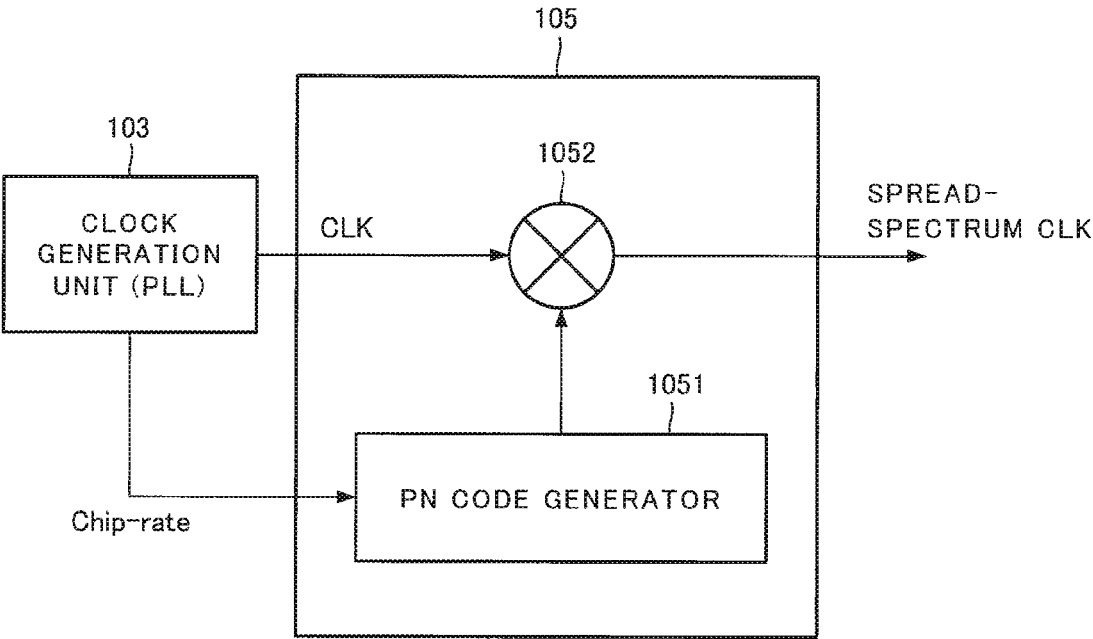 105
103
1052
CLOCK
GENERATION
UNIT (PLL)
CLK
SPREAD-
SPECTRUM CLK
1051
PN CODE GENERATOR
Chip-rate